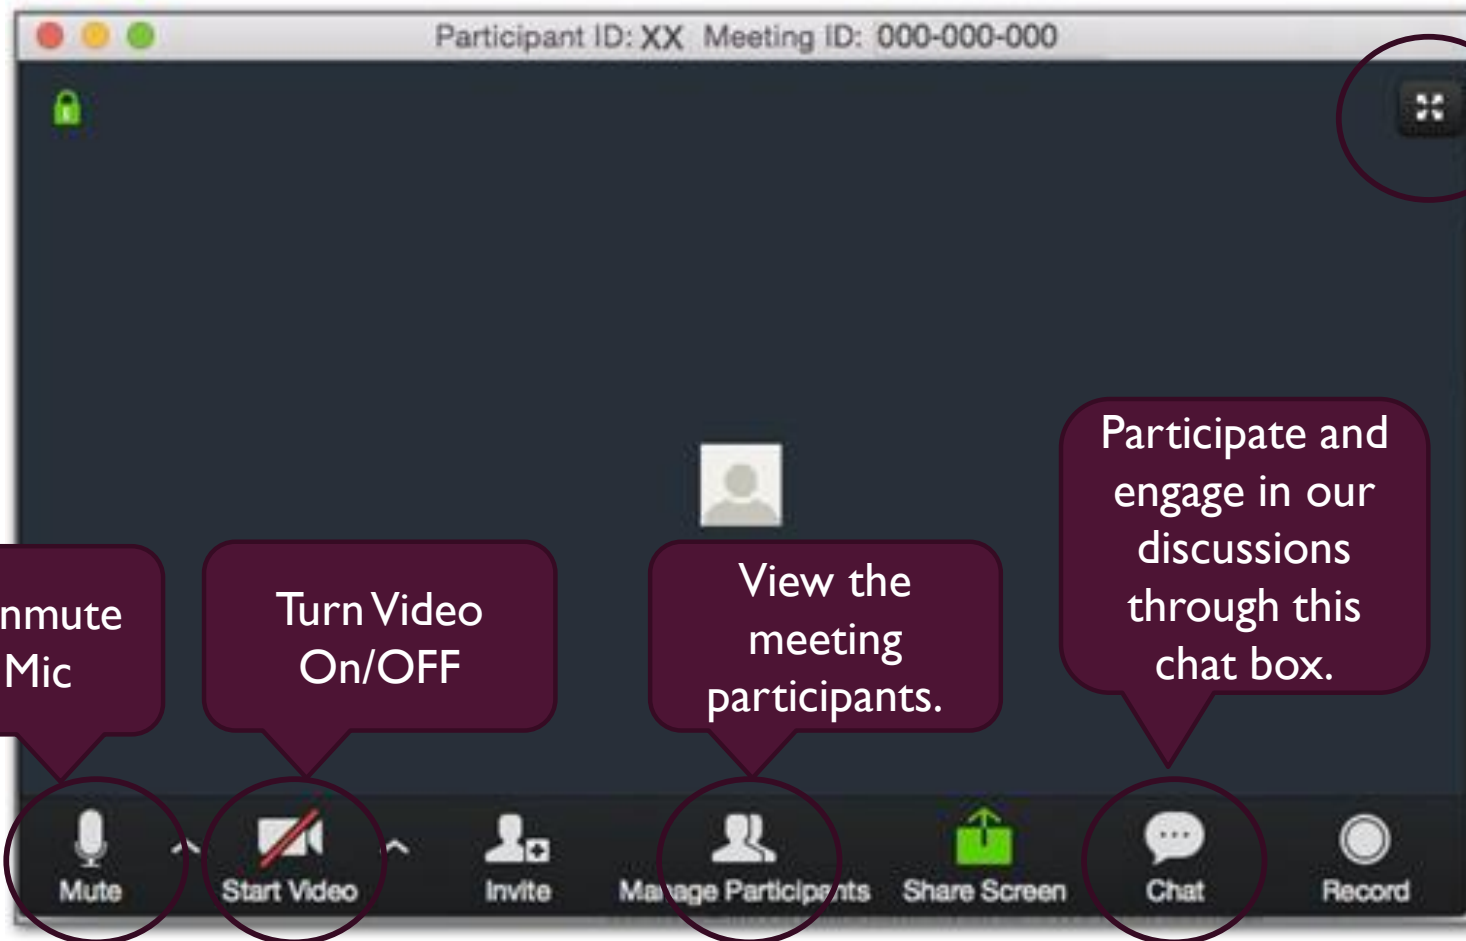 Participant ID: XX Meeting ID: 000-000-000
Participate and
engage in our
discussions
through this
chat box.
nmute
Mic
Turn Video
On/OFF
View the
meeting
participants.
Mute
Start Video
Invite
Manage Participants
Share Screen
Chat
Record